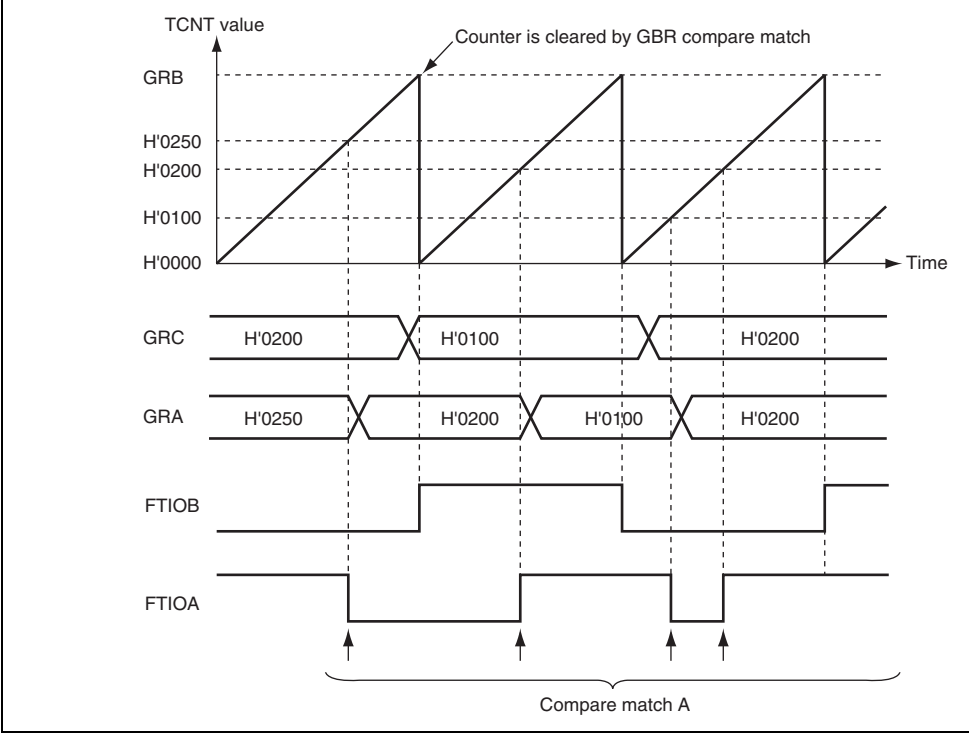 TCNT value
Counter is cleared by GBR compare match
GRB
H'0250
H'0200
H'0100
H'0000
Time
GRC
H'0200
H'0100
H'0200
GRA
H'0250
H'0200
H'0100
H'0200
FTIOB
FTIOA
Compare match A